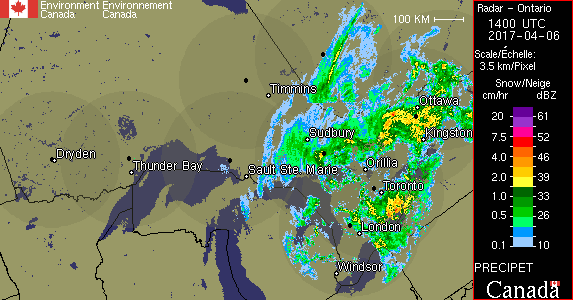 Environment Environnement
Canada Canada
100 KM
Timmins
Ottawa
Sudbury
Kingston
Dryden
Thunder Bay
Sault Ste. Marie
Orillia
Toronto
London
Windsor
Radar - Ontario
1400 UTC
2017-04-06
Scale/Échelle:
3.5 km/Pixel
Snow/Neige
cm/hr dBZ
20 61
7.5 57
7.5 52
4.0 46
2.0 39
1.0 33
0.5 26
0.1 10
PRECIPET
Canada